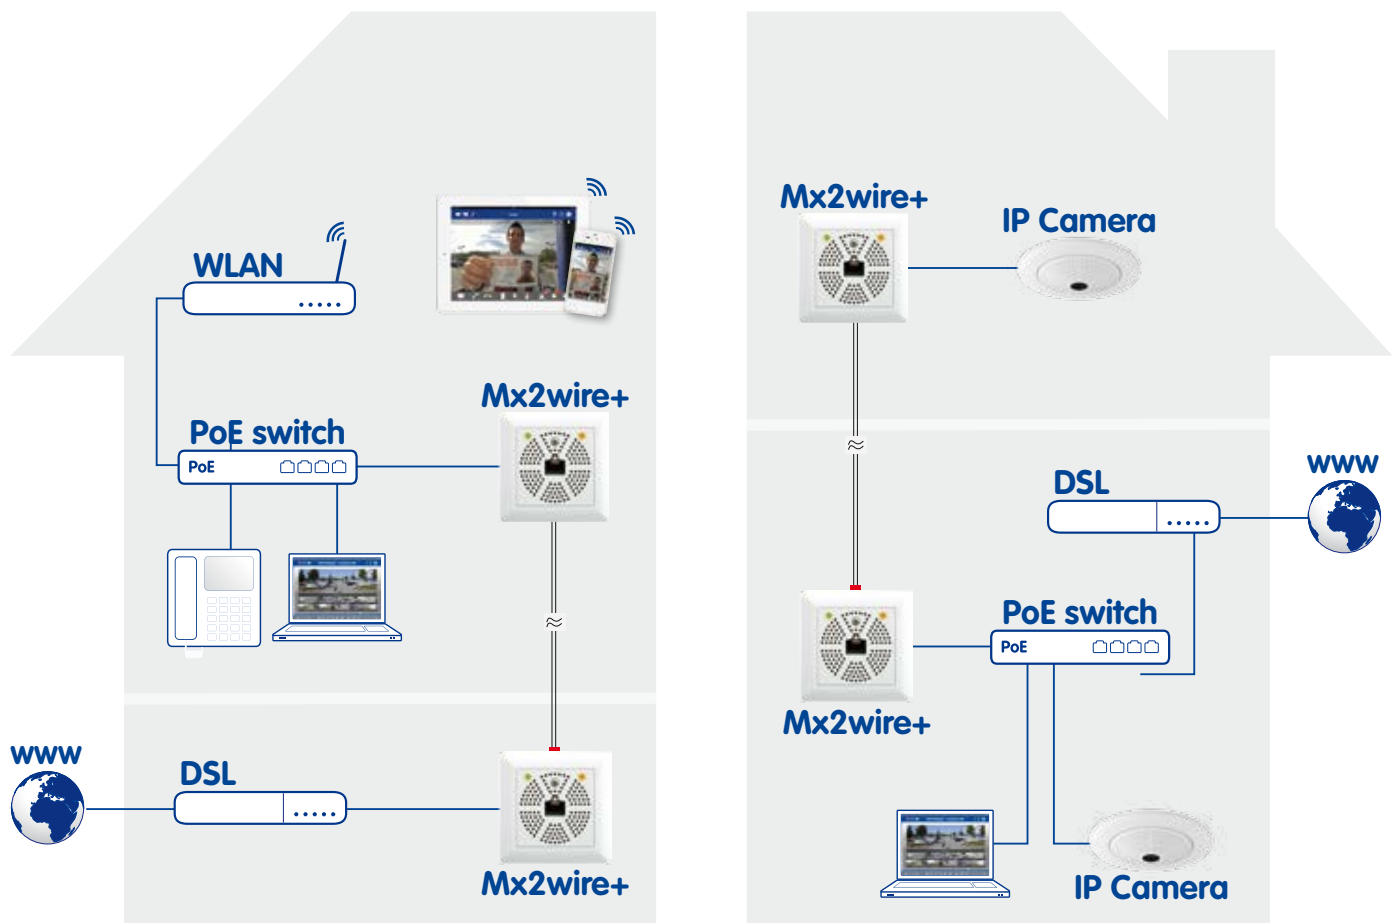 WLAN
Mx2wire+
PoE switch
PoE
www
DSL
Mx2wire+
Mx2wire+
IP Camera
www
DSL
PoE switch
PoE
Mx2wire+
IP Camera